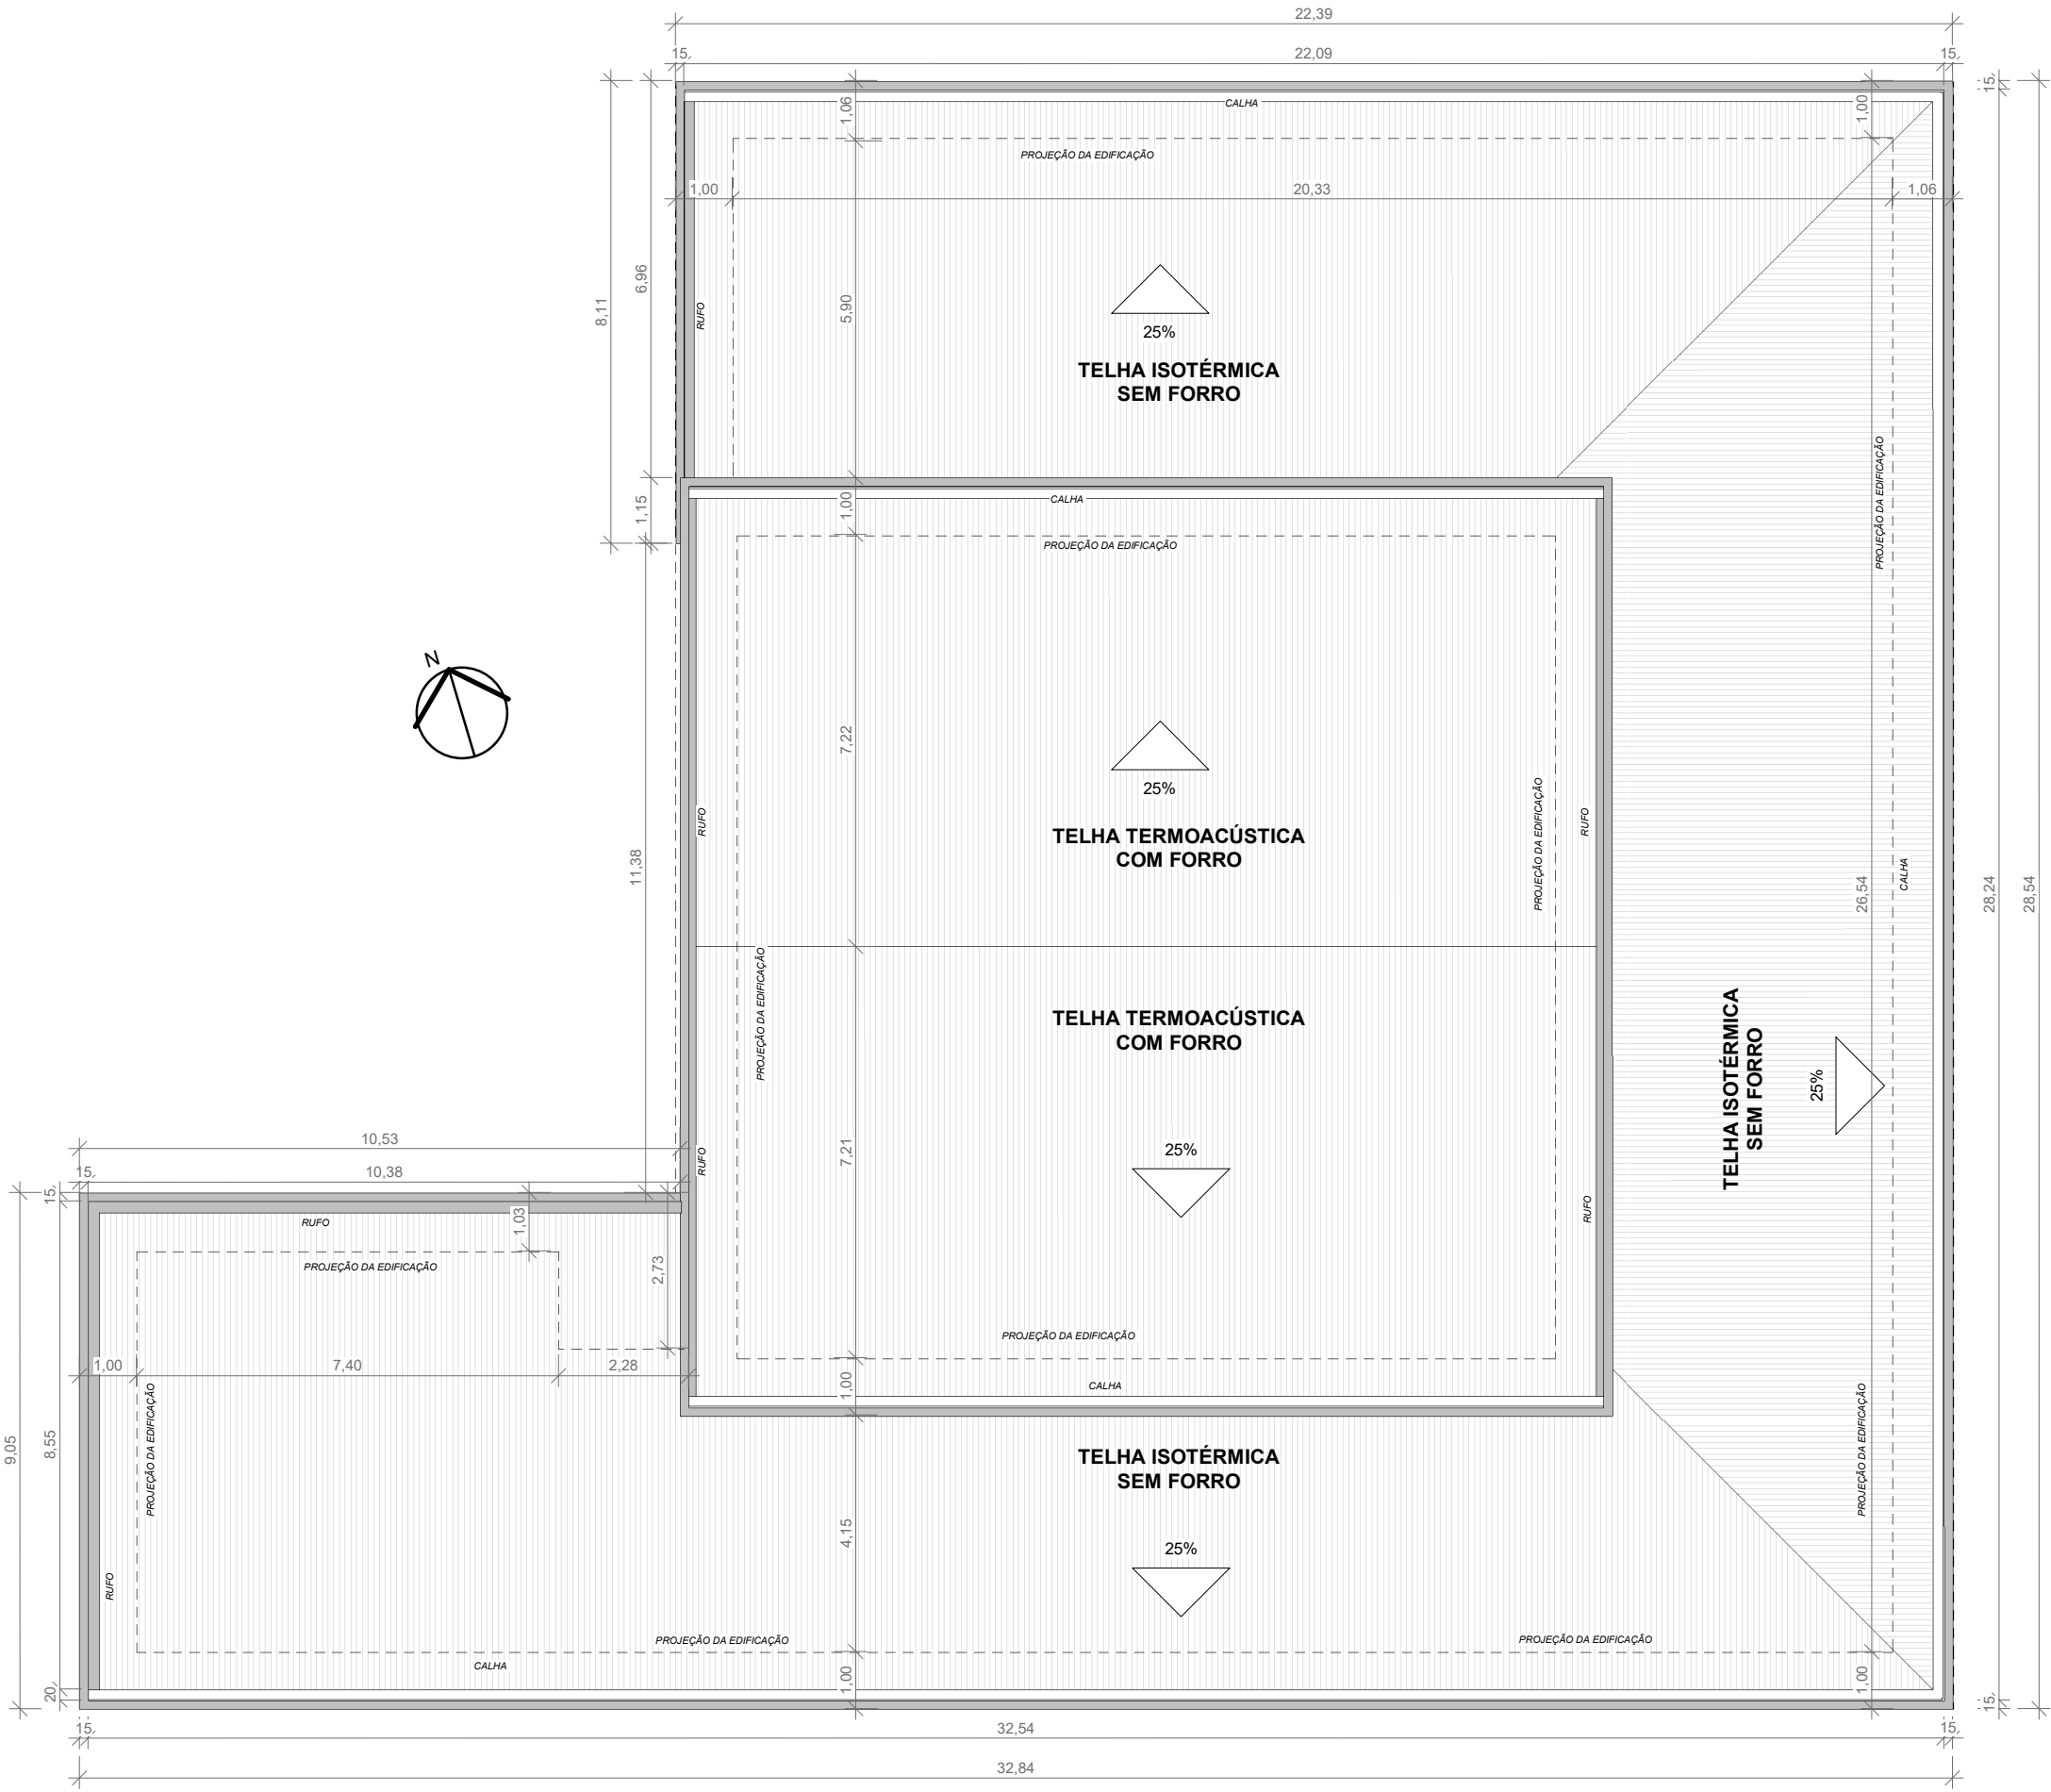 22,39
15,
22,09
15,
CALHA
1,06
1,00
15,
PROJEÇÃO DA EDIFICAÇÃO
1,00
20,33
1,06
8,11
6,96
RUFO
5,90
25%
TELHA ISOTÉRMICA
SEM FORRO
PROJEÇÃO DA EDIFICAÇÃO
1,15
1,00
CALHA
PROJEÇÃO DA EDIFICAÇÃO
N
7,22
25%
RUFO
TELHA TERMOACÚSTICA
COM FORRO
PROJEÇÃO DA EDIFICAÇÃO
RUFO
11,38
26,54
CALHA
28,24
28,54
PROJEÇÃO DA EDIFICAÇÃO
TELHA TERMOACÚSTICA
COM FORRO
TELHA ISOTÉRMICA
SEM FORRO
25%
10,53
15,
10,38
RUFO
7,21
25%
RUFO
15,
RUFO
1,03
PROJEÇÃO DA EDIFICAÇÃO
2,73
PROJEÇÃO DA EDIFICAÇÃO
1,00
7,40
2,28
1,00
CALHA
PROJEÇÃO DA EDIFICAÇÃO
PROJEÇÃO DA EDIFICAÇÃO
9,05
8,55
TELHA ISOTÉRMICA
SEM FORRO
4,15
25%
RUFO
PROJEÇÃO DA EDIFICAÇÃO
PROJEÇÃO DA EDIFICAÇÃO
CALHA
1,00
1,00
20,
15,
15,
32,54
15,
32,84